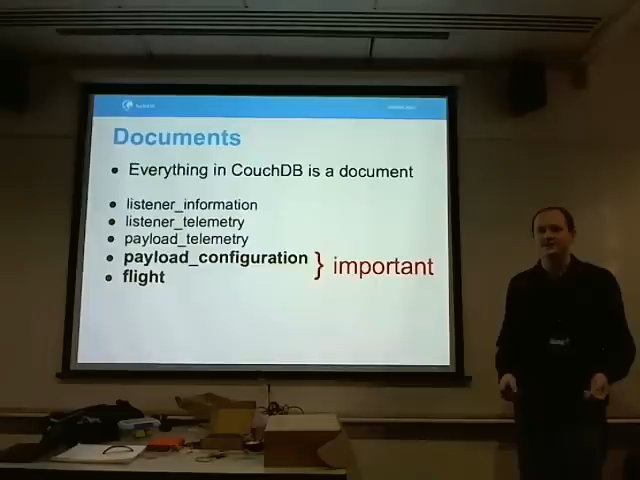 Documents
• Everything in CouchDB is a document
• listener_information
• listener_telemetry
• payload_telemetry
• payload_configuration
} important
• flight